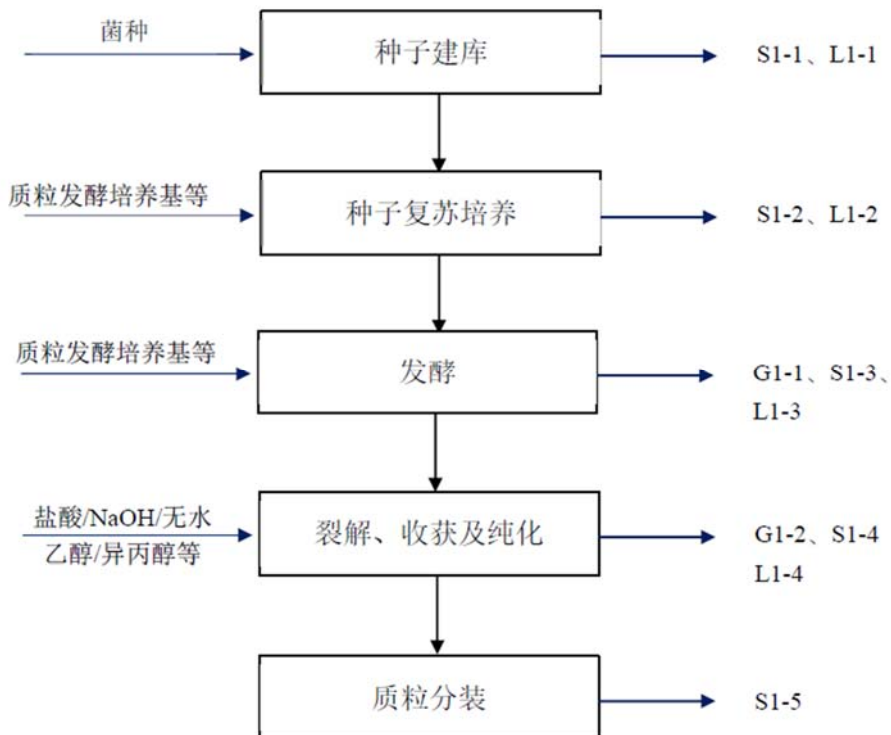 菌种
种子建库
S1-1、L1-1
质粒发酵培养基等
种子复苏培养
S1-2、L1-2
质粒发酵培养基等
发酵
G1-1、S1-3、
L1-3
盐酸/NaOH/无水
乙醇/异丙醇等
裂解、收获及纯化
G1-2、S1-4
L1-4
质粒分装
S1-5